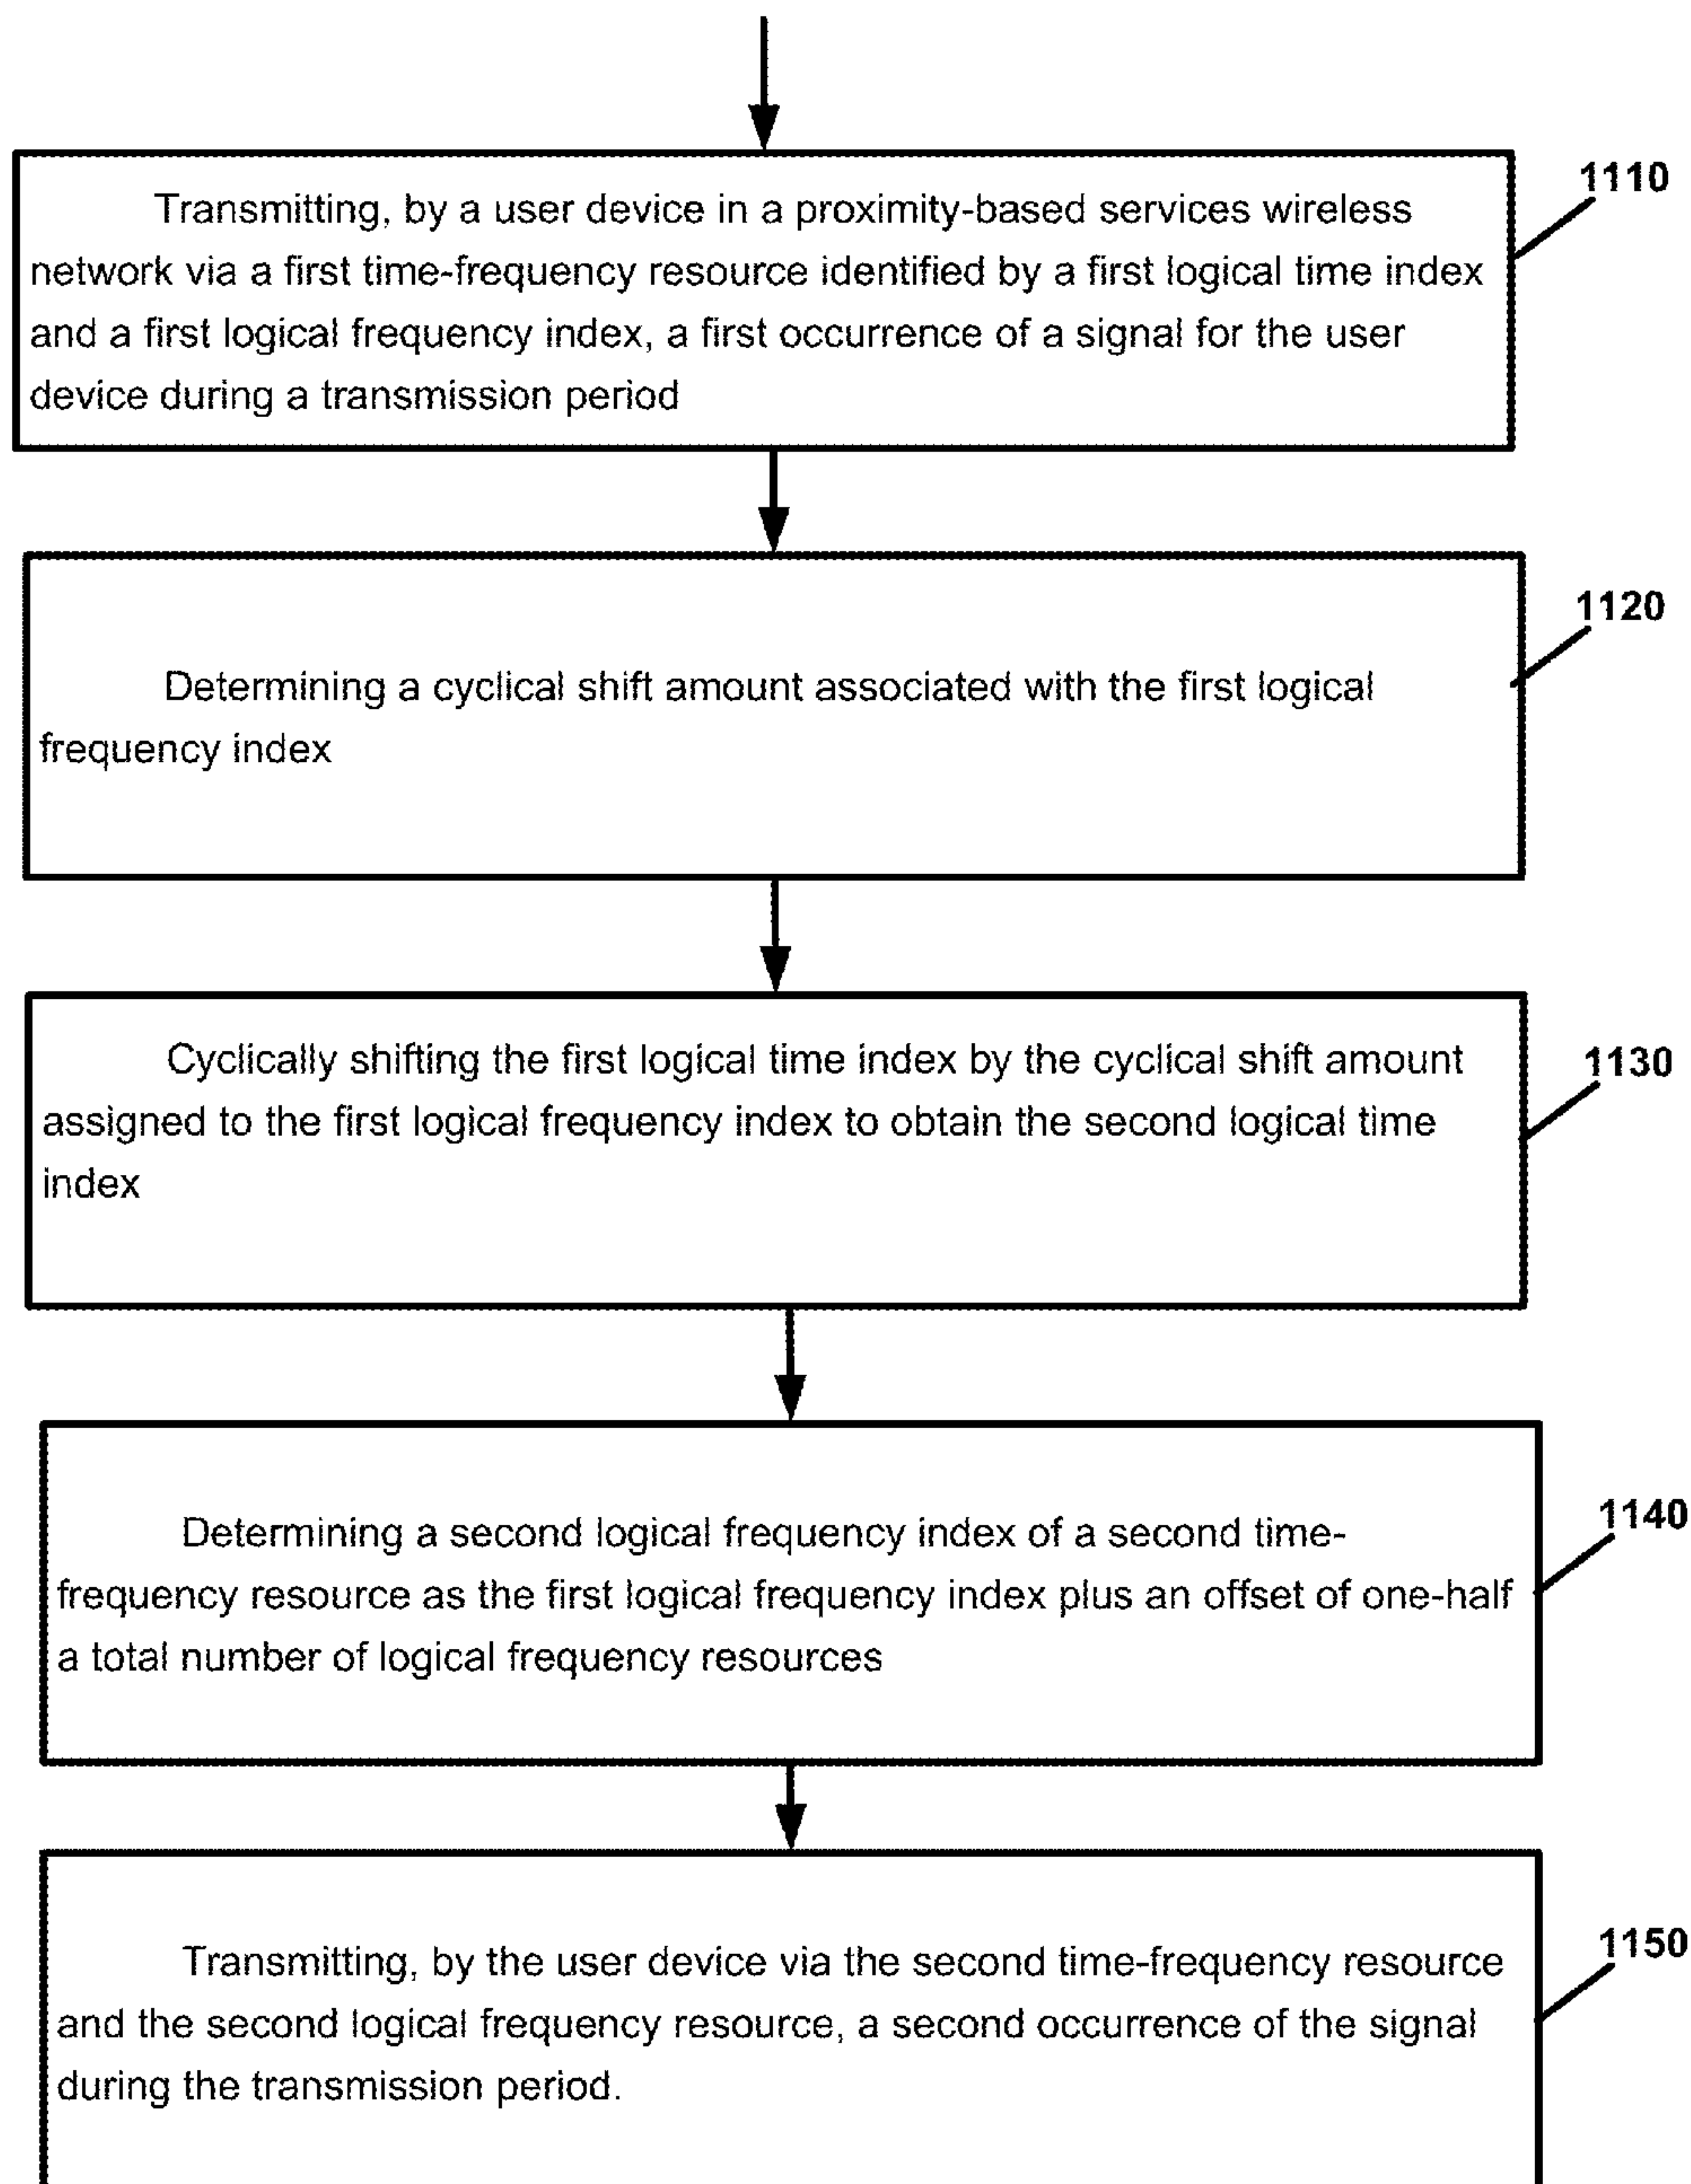 1110
Transmitting, by a user device in a proximity-based services wireless
network via a first time-frequency resource identified by a first logical time index
and a first logical frequency index, a first occurrence of a signal for the user
device during a transmission period
1120
Determining a cyclical shift amount associated with the first logical
frequency index
1130
Cyclically shifting the first logical time index by the cyclical shift amount
assigned to the first logical frequency index to obtain the second logical time
index
1140
Determining a second logical frequency index of a second time-
frequency resource as the first logical frequency index plus an offset of one-half
a total number of logical frequency resources
1150
Transmitting, by the user device via the second time-frequency resource
and the second logical frequency resource, a second occurrence of the signal
during the transmission period.